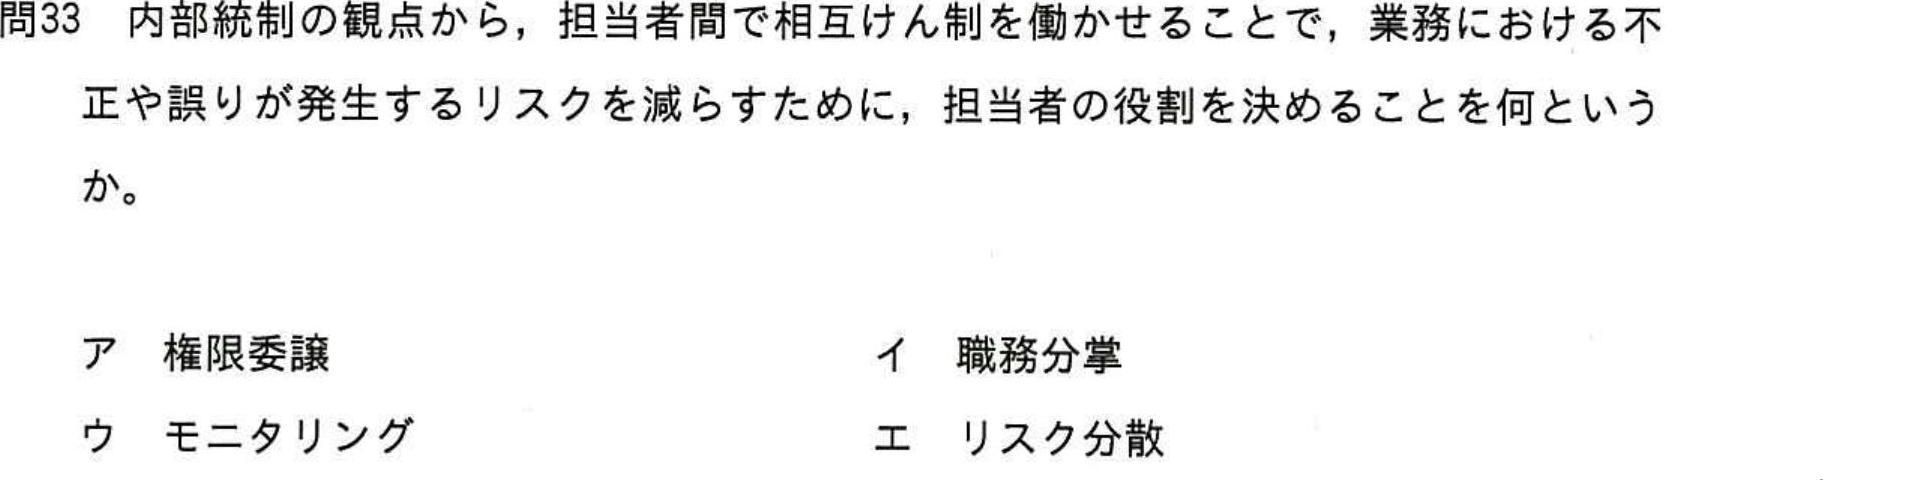 問33 内部統制の観点から，担当者間で相互けん制を働かせることで，業務における不
正や誤りが発生するリスクを減らすために，担当者の役割を決めることを何という
か。
ア 権限委譲 イ 職務分掌
ウ モニタリング エ リスク分散